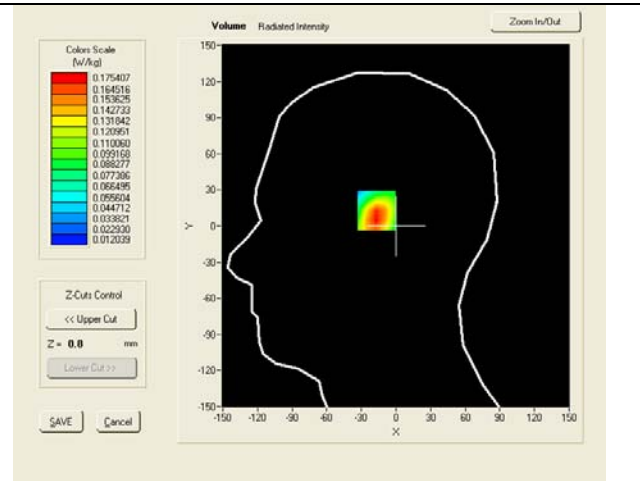 Volume Radiated Intensity
Zoom In/Out
Colors Scale
(W/kg)
0.175407
0.164516
0.153625
0.142733
0.131842
0.120951
0.110060
0.099168
0.088277
0.077386
0.066495
0.055604
0.044712
0.033821
0.022930
0.012039
Z-Cuts Control
<< Upper Cut
Z = 0.8 mm
Lower Cut >>
SAVE Cancel
150
120
90
60
30
0
-30
-60
-90
-120
-150
Y
-150 -120 -90 -60 -30 0 30 60 90 120 150
X